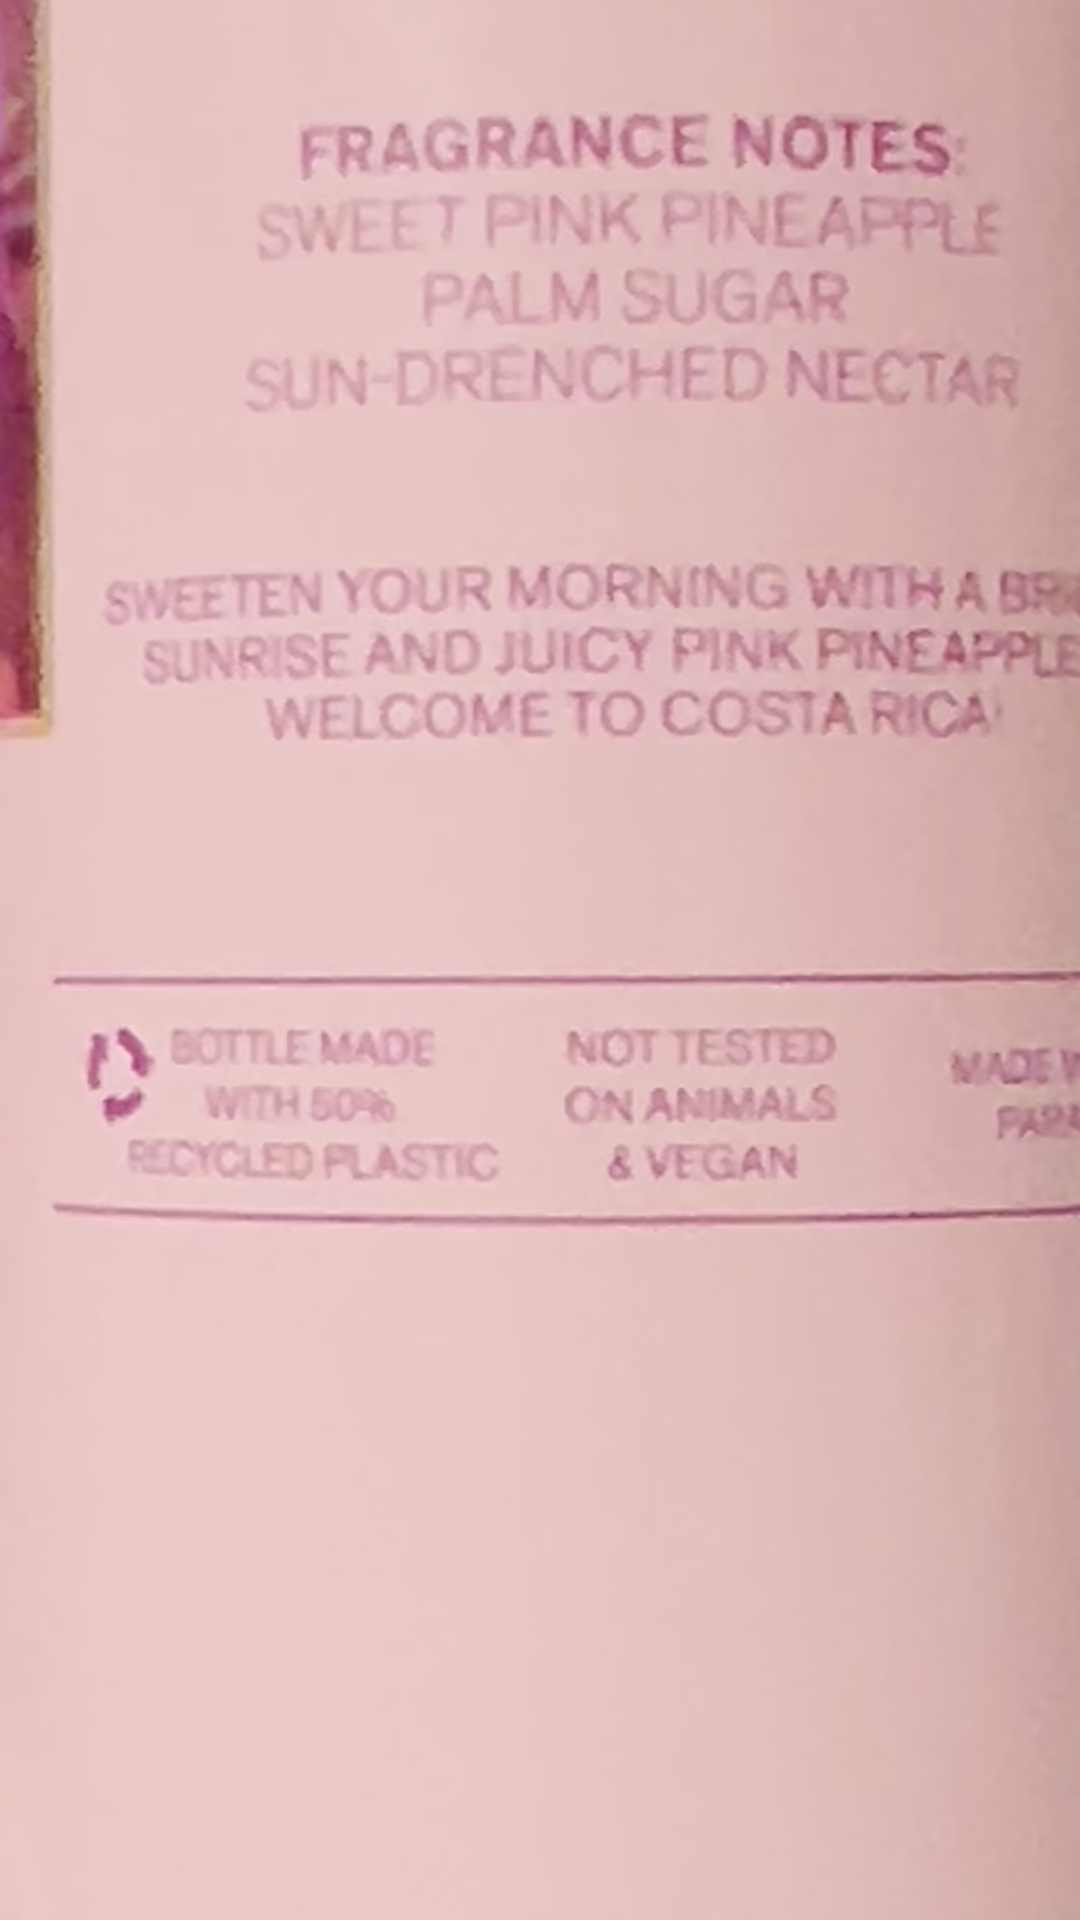 FRAGRANCE NOTES:
SWEET PINK PINEAPPLE
PALM SUGAR
SUN-DRENCHED NECTAR
SWEETEN YOUR MORNING WITH A
SUNRISE AND JUICY PINK PINEAPPLE
WELCOME TO COSTA RICA!
BOTTLE MADE
WITH 50%
RECYCLED PLASTIC
NOT TESTED
ON ANIMALS
& VEGAN
MADE